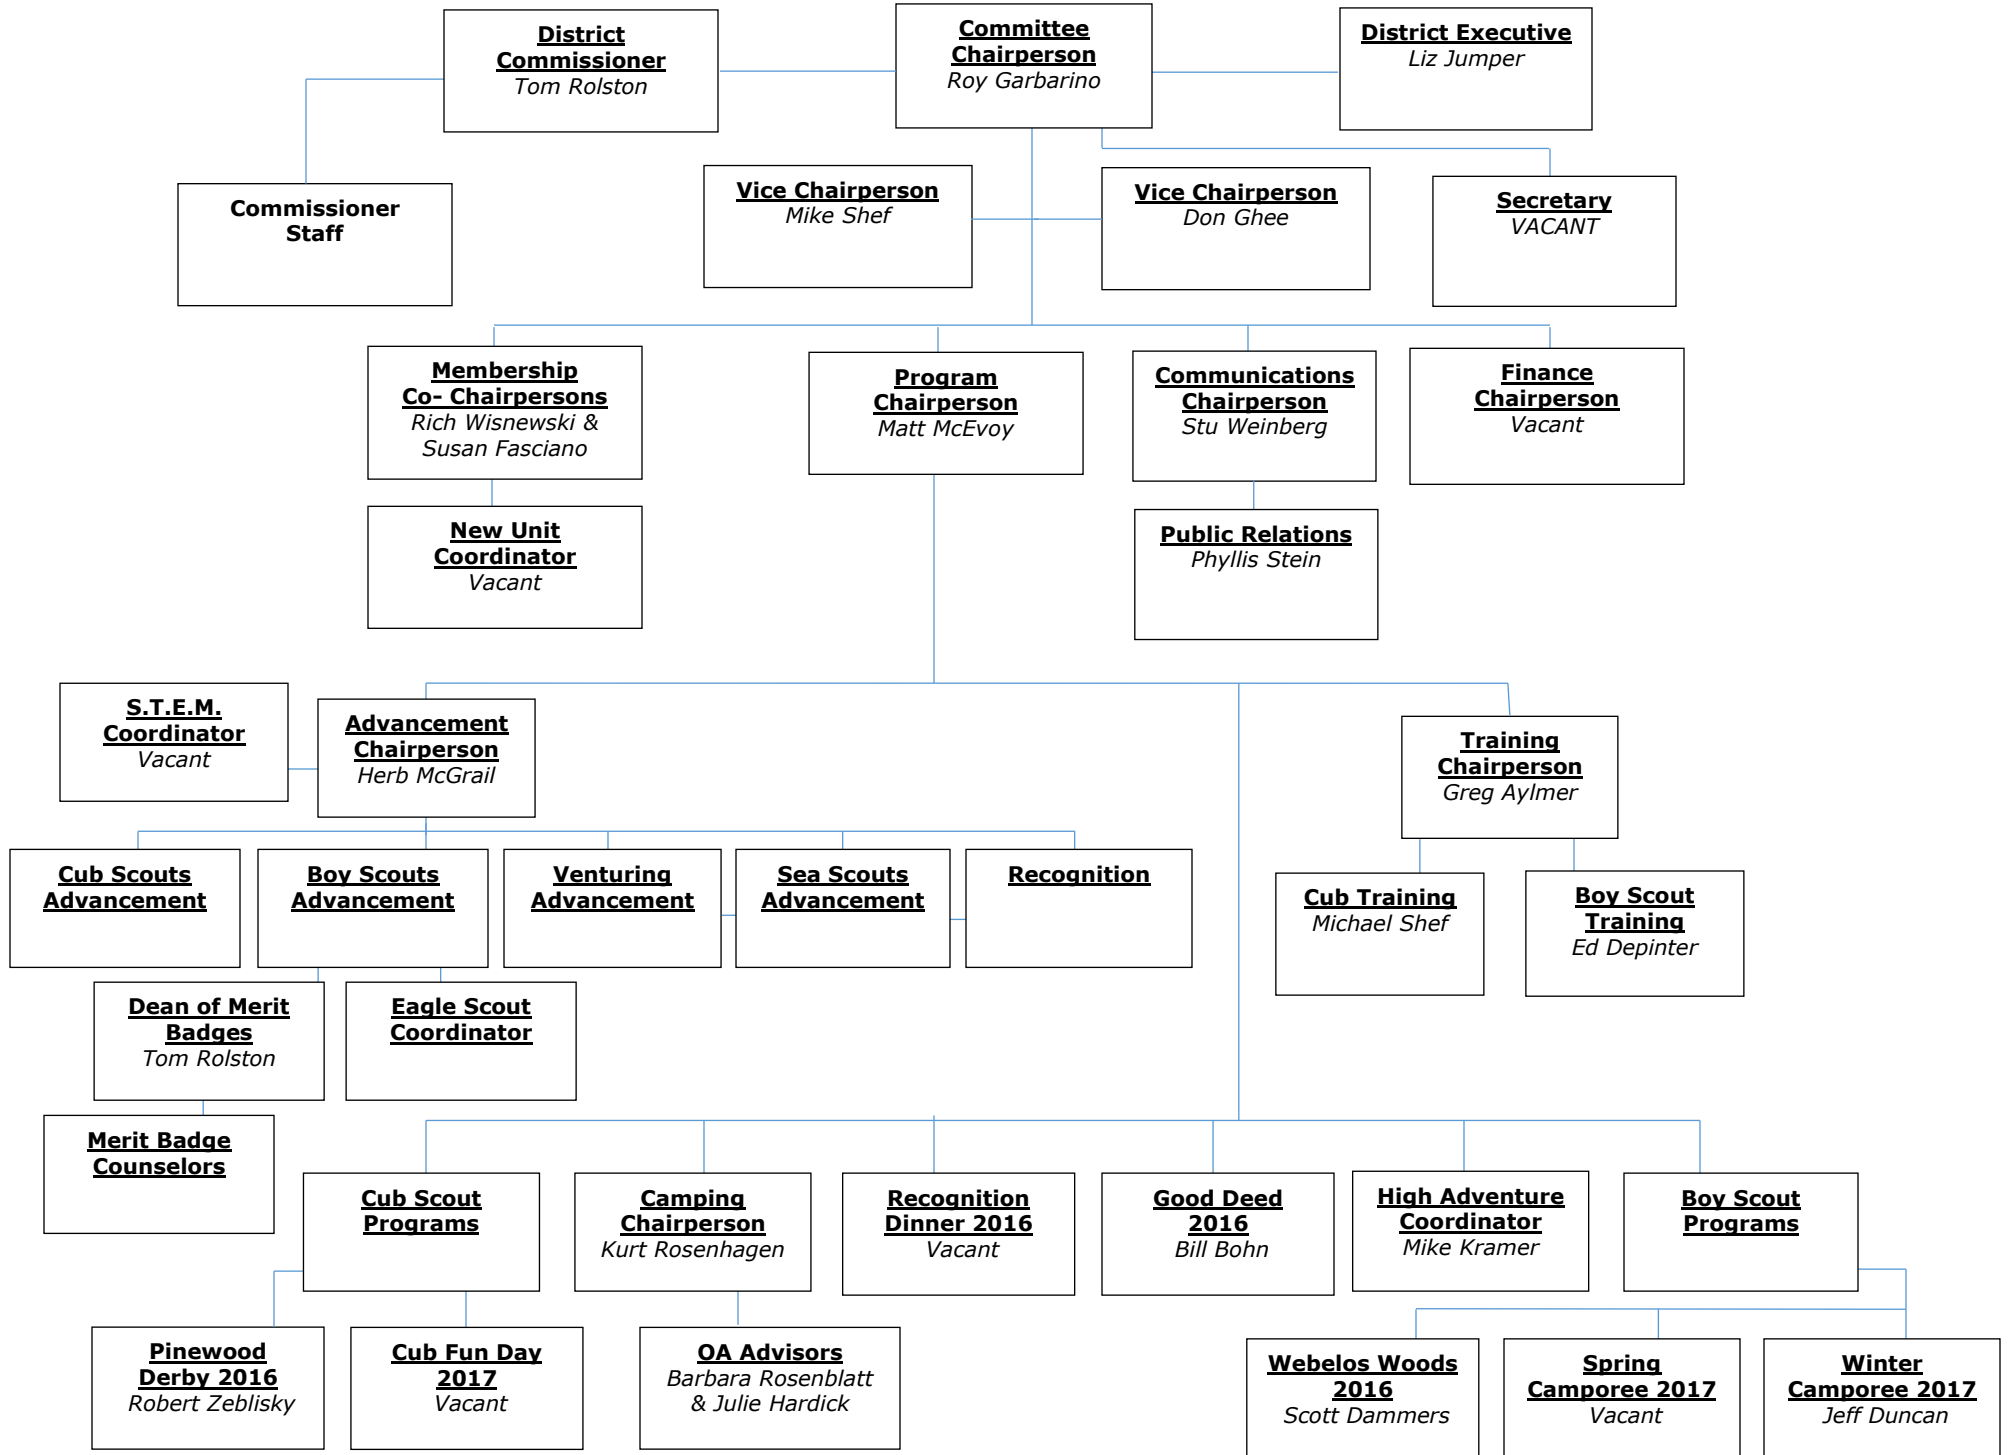 District
Commissioner
Tom Rolston
Committee
Chairperson
Roy Garbarino
District Executive
Liz Jumper
Commissioner
Staff
Vice Chairperson
Mike Shef
Vice Chairperson
Don Ghee
Secretary
VACANT
Membership
Co- Chairpersons
Rich Wisnewski &
Susan Fasciano
Program
Chairperson
Matt McEvoy
Communications
Chairperson
Stu Weinberg
Finance
Chairperson
Vacant
New Unit
Coordinator
Vacant
Public Relations
Phyllis Stein
S.T.E.M.
Coordinator
Vacant
Advancement
Chairperson
Herb McGrail
Training
Chairperson
Greg Aylmer
Cub Scouts
Advancement
Boy Scouts
Advancement
Venturing
Advancement
Sea Scouts
Advancement
Recognition
Cub Training
Michael Shef
Boy Scout
Training
Ed Depinter
Dean of Merit
Badges
Tom Rolston
Eagle Scout
Coordinator
Merit Badge
Counselors
Cub Scout
Programs
Camping
Chairperson
Kurt Rosenhagen
Recognition
Dinner 2016
Vacant
Good Deed
2016
Bill Bohn
High Adventure
Coordinator
Mike Kramer
Boy Scout
Programs
Pinewood
Derby 2016
Robert Zeblisky
Cub Fun Day
2017
Vacant
OA Advisors
Barbara Rosenblatt
& Julie Hardick
Webelos Woods
2016
Scott Dammers
Spring
Camporee 2017
Vacant
Winter
Camporee 2017
Jeff Duncan